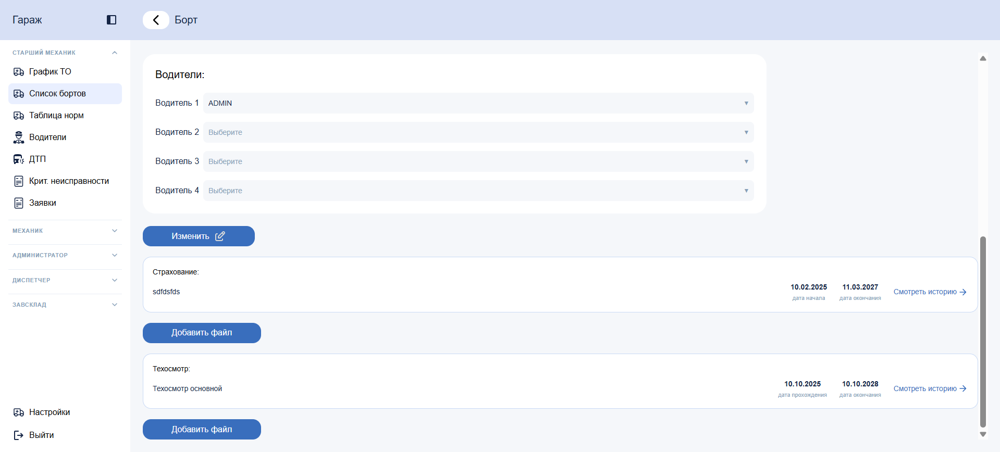 Гараж
Борт
СТАРШИЙ МЕХАНИК
График ТО
Список бортов
Таблица норм
Водители
ДТП
Крит. неисправности
Заявки
МЕХАНИК
АДМИНИСТРАТОР
ДИСПЕТЧЕР
ЗАВСКЛАД
Настройки
Выйти
Водители:
Водитель 1 ADMIN
Водитель 2 Выберите
Водитель 3 Выберите
Водитель 4 Выберите
Изменить
Страхование:
sdfdsfds
10.02.2025 11.03.2027
дата начала дата окончания
Смотреть историю
Добавить файл
Техосмотр:
Техосмотр основной
10.10.2025 10.10.2028
дата прохождения дата окончания
Смотреть историю
Добавить файл